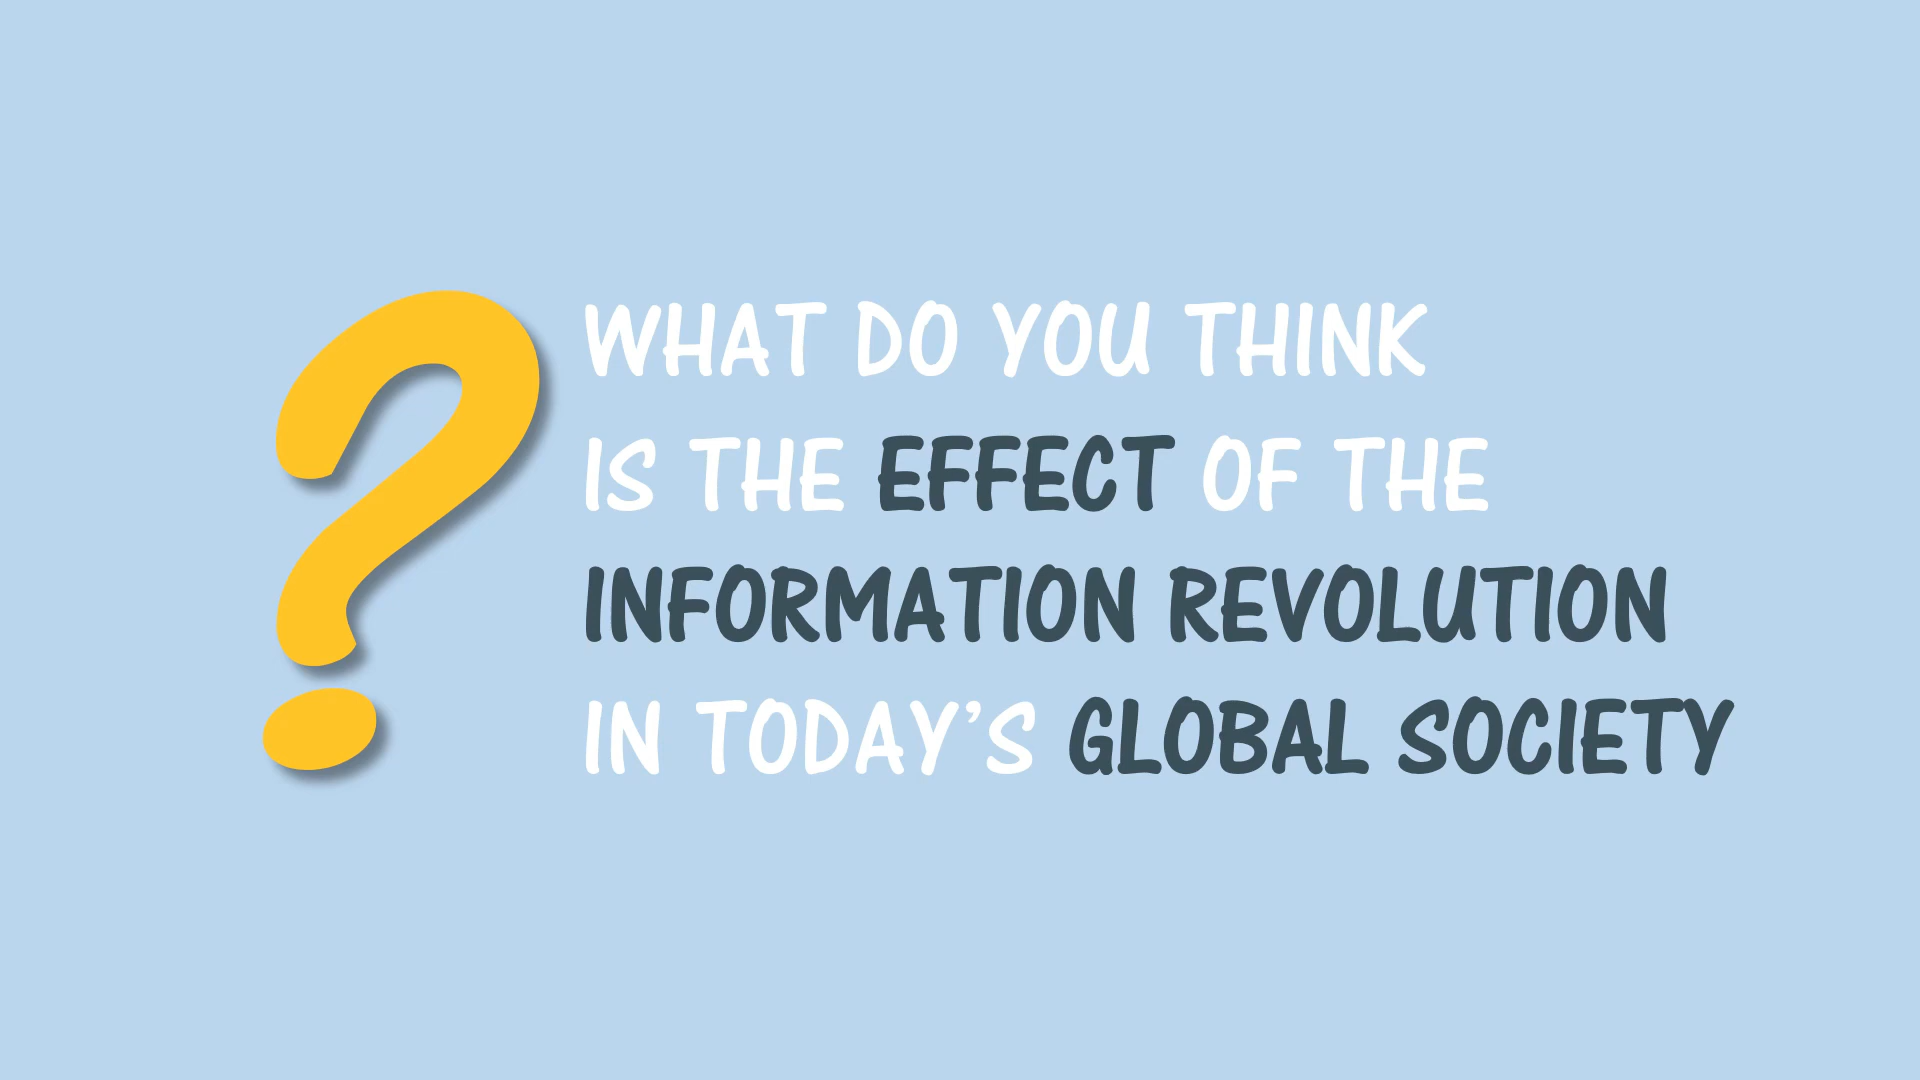 ?
WHAT DO YOU THINK
IS THE EFFECT OF THE
INFORMATION REVOLUTION
IN TODAY'S GLOBAL SOCIETY